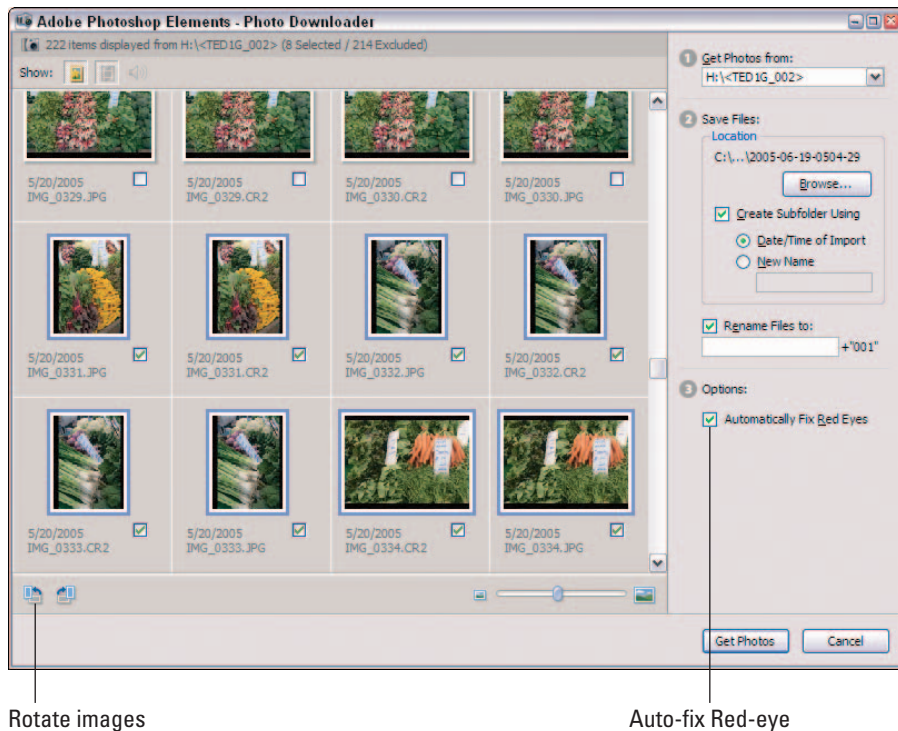 Adobe Photoshop Elements - Photo Downloader
222 items displayed from H:\<TED1G_002> (8 Selected / 214 Excluded)
Show:
5/20/2005
IMG_0329.JPG
5/20/2005
IMG_0329.CR2
5/20/2005
IMG_0330.CR2
5/20/2005
IMG_0330.JPG
5/20/2005
IMG_0331.JPG
5/20/2005
IMG_0331.CR2
5/20/2005
IMG_0332.JPG
5/20/2005
IMG_0332.CR2
5/20/2005
IMG_0333.CR2
5/20/2005
IMG_0333.JPG
5/20/2005
IMG_0334.CR2
5/20/2005
IMG_0334.JPG
1 Get Photos from:
H:\<TED1G_002>
2 Save Files:
Location
C:\...\2005-06-19-0504-29
Browse...
Create Subfolder Using
Date/Time of Import
New Name
Rename Files to:
+"001"
3 Options:
Automatically Fix Red Eyes
Get Photos
Cancel
Rotate images
Auto-fix Red-eye